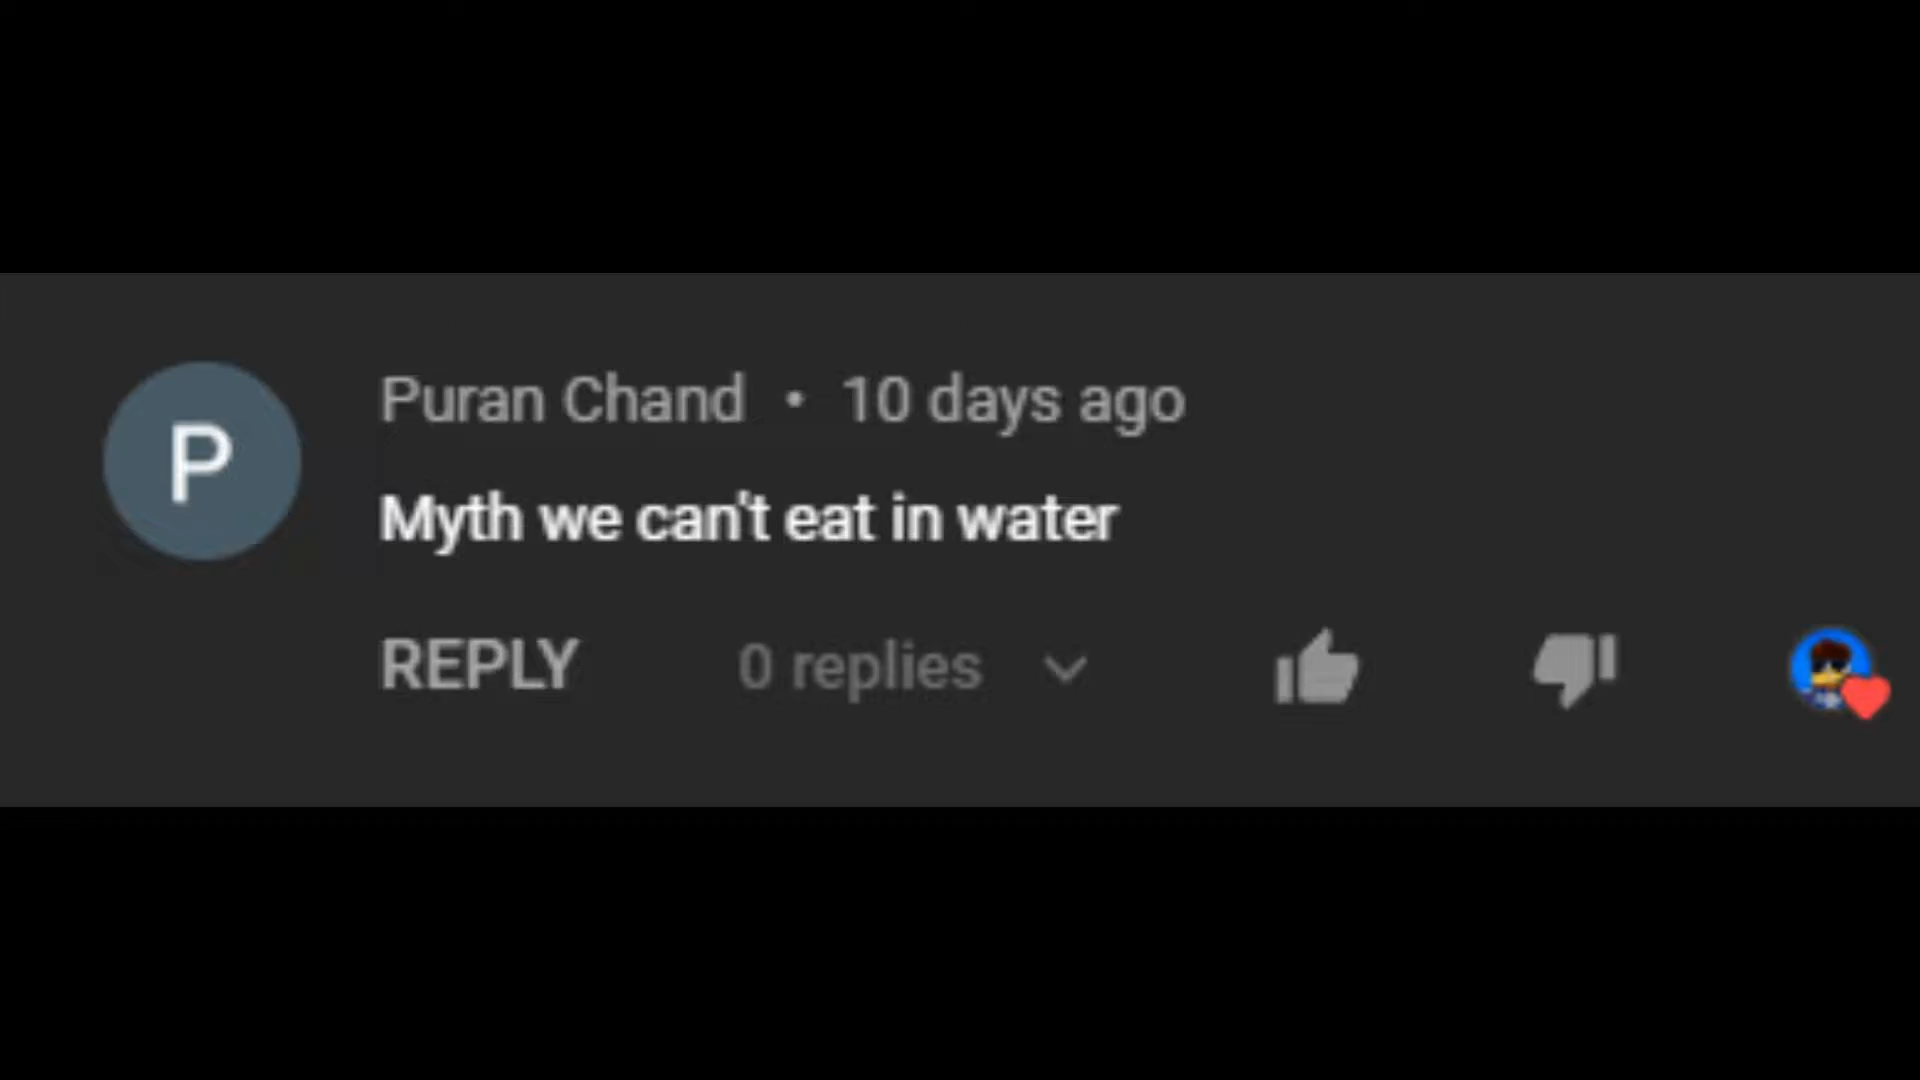 P
Puran Chand • 10 days ago
Myth we can't eat in water
REPLY 0 replies